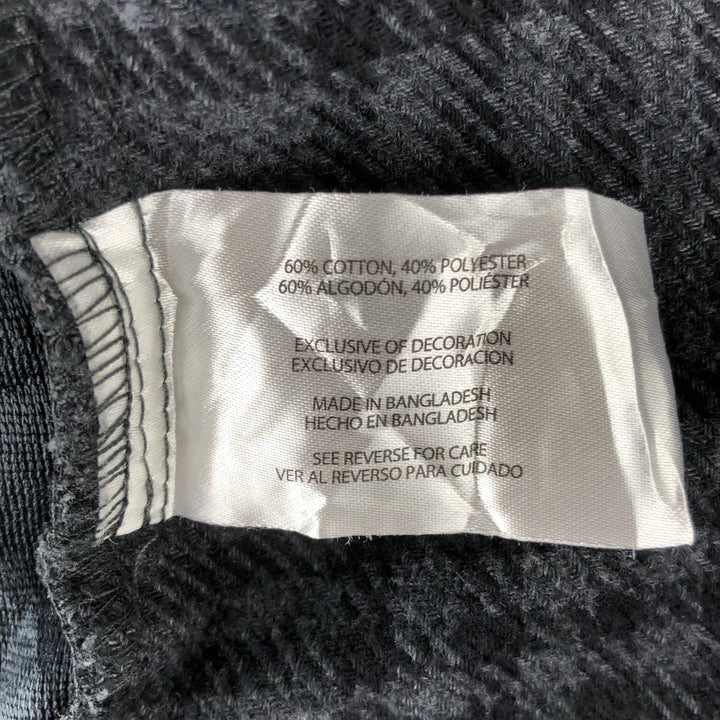 60% COTTON, 40% POLYESTER
60% ALGODÓN, 40% POLIÉSTER
EXCLUSIVE OF DECORATION
EXCLUSIVO DE DECORACION
MADE IN BANGLADESH
HECHO EN BANGLADESH
SEE REVERSE FOR CARE
VER AL REVERSO PARA CUIDADO